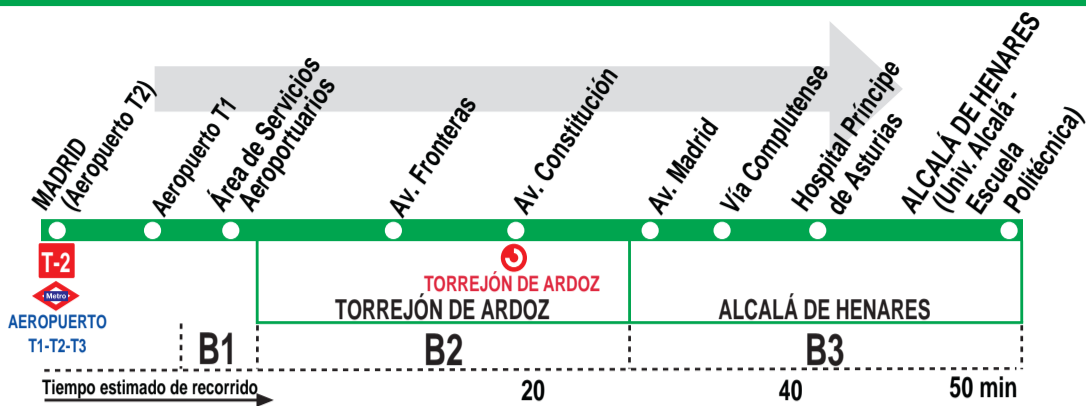 MADRID
(Aeropuerto T2)
Aeropuerto T1
Área de Servicios
Aeroportuarios
Av. Fronteras
Av. Constitución
Av. Madrid
Vía Complutense
Hospital Príncipe
de Asturias
ALCALÁ DE HENARES
(Univ. Alcalá -
Escuela
Politécnica)
T-2
Metro
AEROPUERTO
T1-T2-T3
TORREJÓN DE ARDOZ
TORREJÓN DE ARDOZ
ALCALÁ DE HENARES
B1
B2
B3
Tiempo estimado de recorrido
20
40
50 min